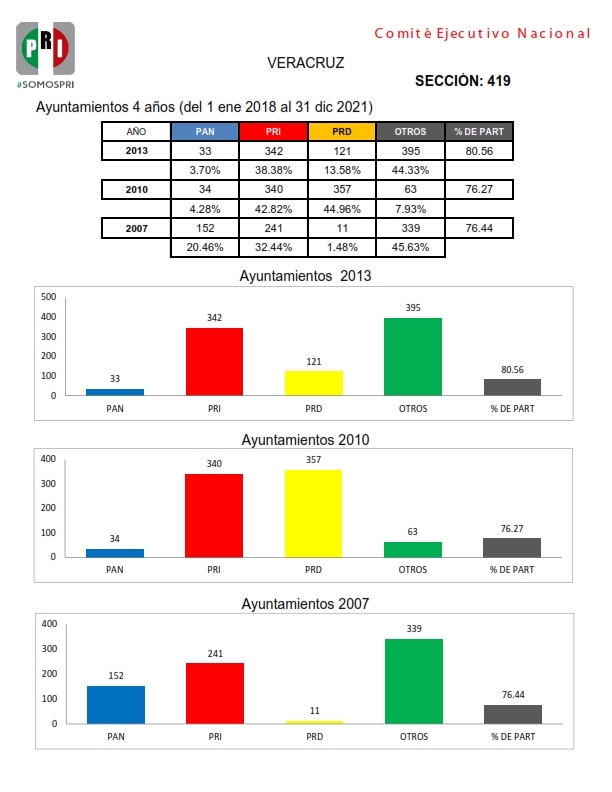 Comité Ejecutivo Nacional
PRI
#SOMOSPRI
VERACRUZ
SECCIÓN: 419
Ayuntamientos 4 años (del 1 ene 2018 al 31 dic 2021)
AÑO PAN PRI PRD OTROS % DE PART
2013 33 342 121 395 80.56
3.70% 38.38% 13.58% 44.33%
2010 34 340 357 63 76.27
4.28% 42.82% 44.96% 7.93%
2007 152 241 11 339 76.44
20.46% 32.44% 1.48% 45.63%
Ayuntamientos 2013
500
400
300
200
100
0
33 342 121 395 80.56
PAN PRI PRD OTROS % DE PART
Ayuntamientos 2010
400
300
200
100
0
34 340 357 63 76.27
PAN PRI PRD OTROS % DE PART
Ayuntamientos 2007
400
300
200
100
0
152 241 11 339 76.44
PAN PRI PRD OTROS % DE PART